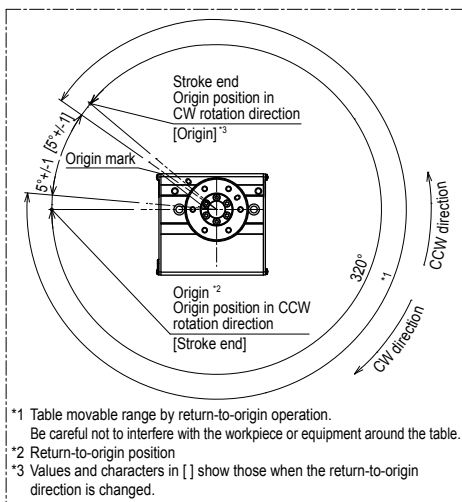 Stroke end
Origin position in
CW rotation direction
[Origin] *3
5°+/-1 [5°+/-1]
Origin mark
CCW direction
320°
*1
CW direction
Origin *2
Origin position in CCW
rotation direction
[Stroke end]
*1 Table movable range by return-to-origin operation.
Be careful not to interfere with the workpiece or equipment around the table.
*2 Return-to-origin position
*3 Values and characters in [ ] show those when the return-to-origin
direction is changed.